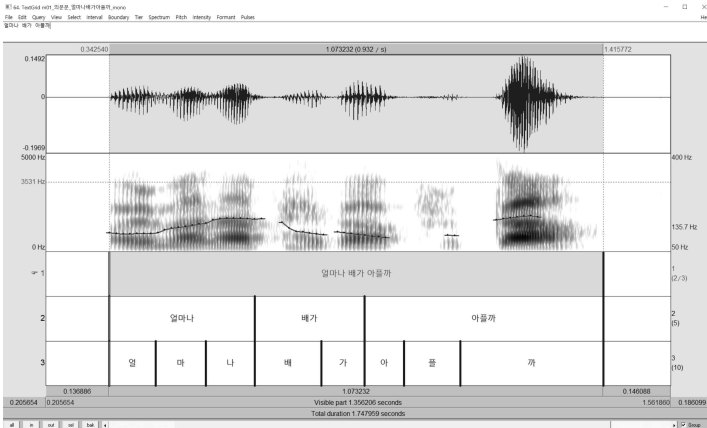 64. TextGrid m01_의문문_얼마나배가아플까_mono
File Edit Query View Select Interval Boundary Tier Spectrum Pitch Intensity Formant Pulses He
얼마나 배가 아플까
0.342540 1.073232 (0.932 / s) 1.415772
0.1492
0
-0.1969
5000 Hz 400 Hz
3531 Hz
135.7 Hz
0 Hz 50 Hz
1 얼마나 배가 아플까 1
(2/3)
2 얼마나 배가 아플까 2
(5)
3 얼 마 나 배 가 아 플 까 3
(10)
0.136886 1.073232 0.146088
0.205654 0.205654 Visible part 1.356206 seconds 1.561860 0.186099
Total duration 1.747959 seconds
all in out sel bak Group